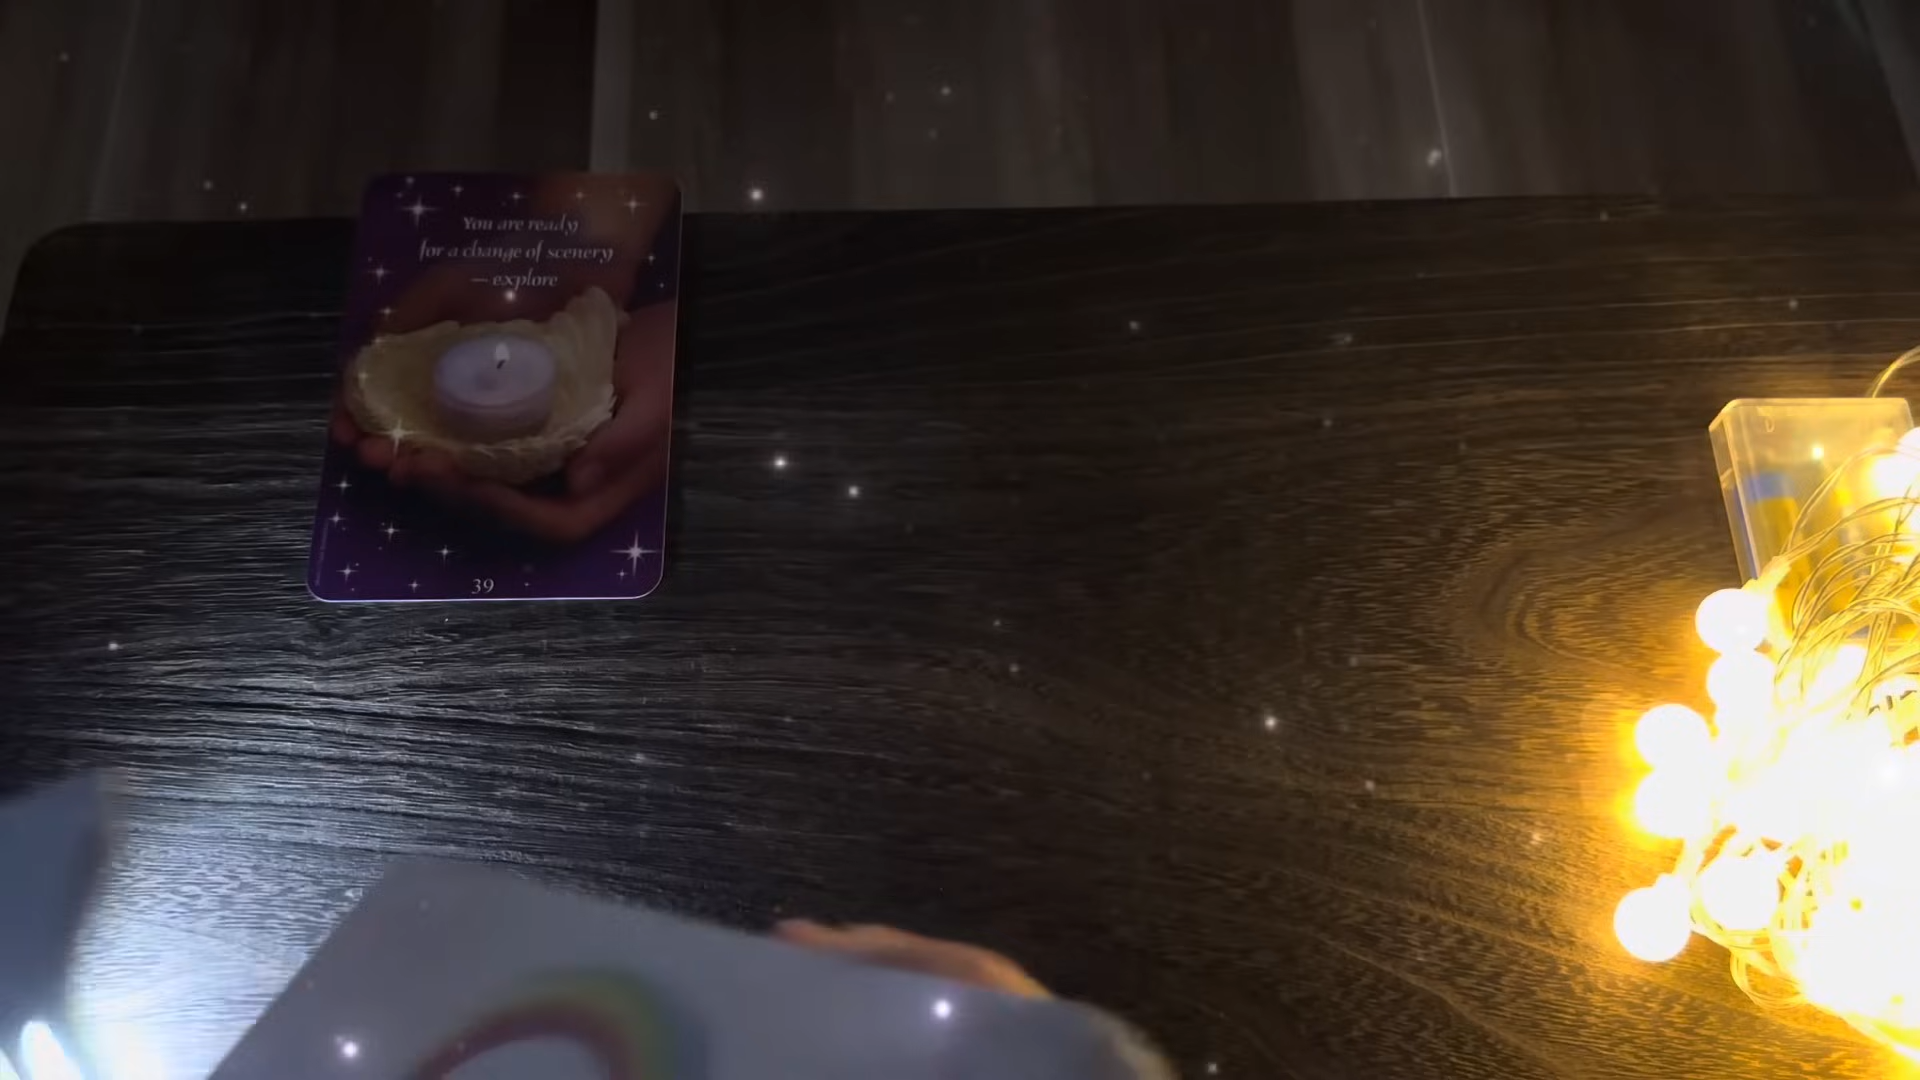 You are ready
for a change of scenery
— explore
39